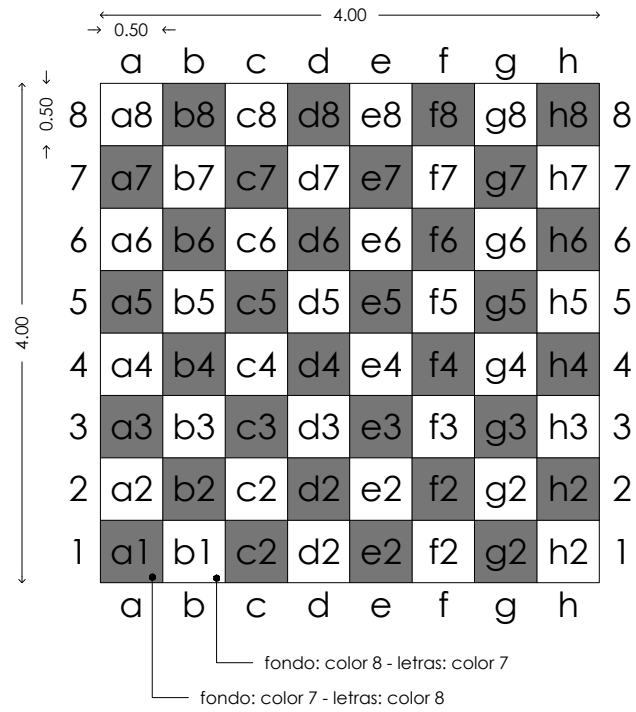 4.00
0.50
a b c d e f g h
0.50
8 a8 b8 c8 d8 e8 f8 g8 h8 8
7 a7 b7 c7 d7 e7 f7 g7 h7 7
6 a6 b6 c6 d6 e6 f6 g6 h6 6
5 a5 b5 c5 d5 e5 f5 g5 h5 5
4.00
4 a4 b4 c4 d4 e4 f4 g4 h4 4
3 a3 b3 c3 d3 e3 f3 g3 h3 3
2 a2 b2 c2 d2 e2 f2 g2 h2 2
1 a1 b1 c2 d2 e2 f2 g2 h2 1
a b c d e f g h
fondo: color 8 - letras: color 7
fondo: color 7 - letras: color 8